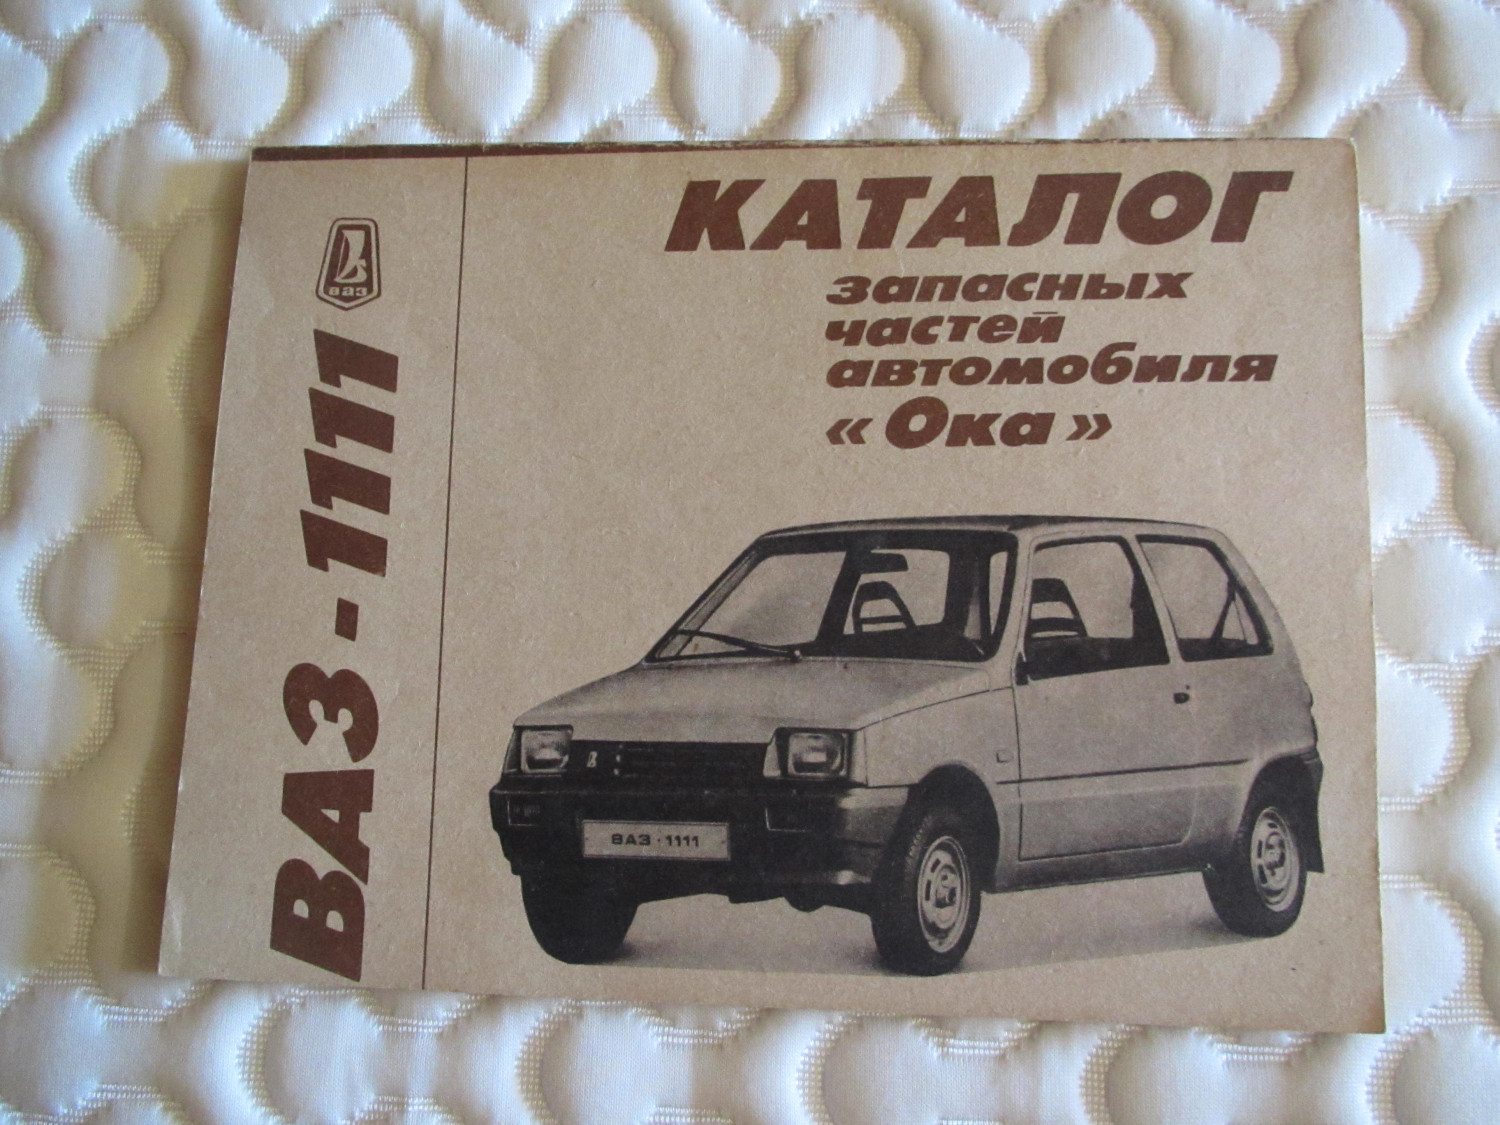 ваз
ВАЗ-1111
КАТАЛОГ
запасных
частей
автомобиля
«Ока»
ВАЗ-1111